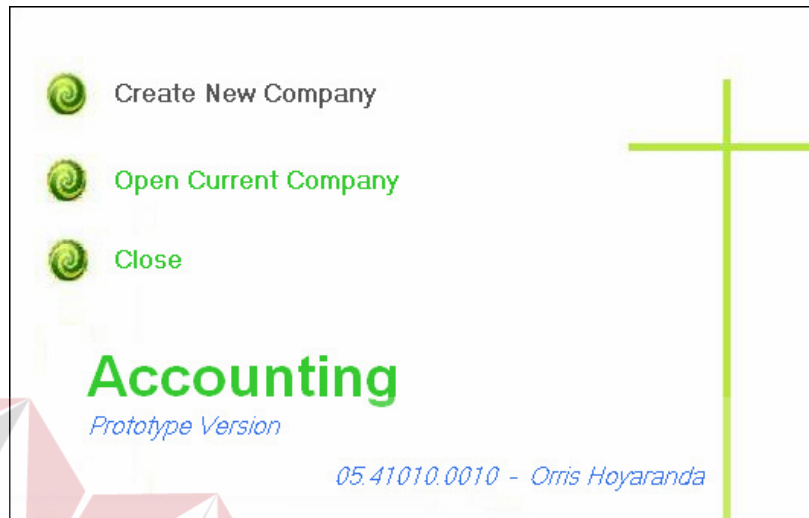 Create New Company
Open Current Company
Close
Accounting
Prototype Version
05.41010.0010 - Orris Hoyaranda